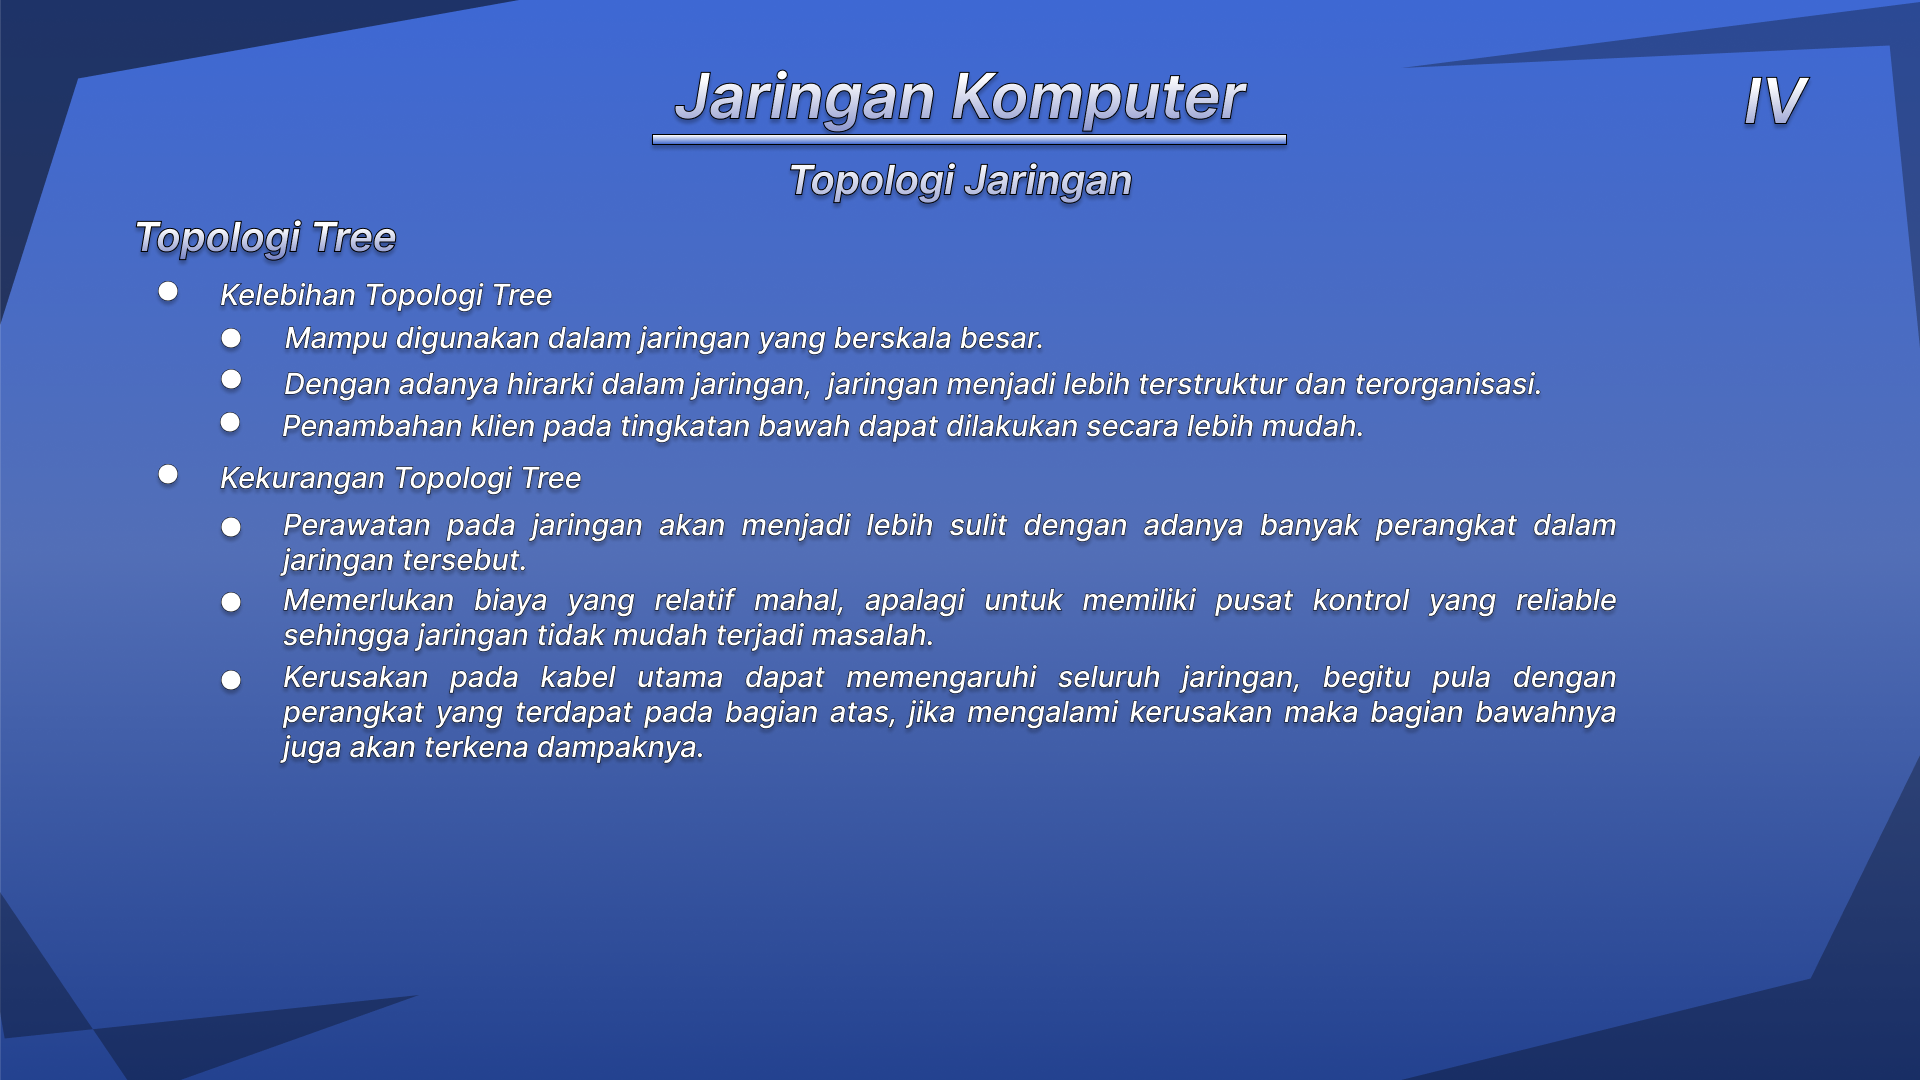 Jaringan Komputer
IV
Topologi Jaringan
Topologi Tree
Kelebihan Topologi Tree
Mampu digunakan dalam jaringan yang berskala besar.
Dengan adanya hirarki dalam jaringan,  jaringan menjadi lebih terstruktur dan terorganisasi.
Penambahan klien pada tingkatan bawah dapat dilakukan secara lebih mudah.
Kekurangan Topologi Tree
Perawatan pada jaringan akan menjadi lebih sulit dengan adanya banyak perangkat dalam
jaringan tersebut.
Memerlukan biaya yang relatif mahal, apalagi untuk memiliki pusat kontrol yang reliable
sehingga jaringan tidak mudah terjadi masalah.
Kerusakan pada kabel utama dapat memengaruhi seluruh jaringan, begitu pula dengan
perangkat yang terdapat pada bagian atas, jika mengalami kerusakan maka bagian bawahnya
juga akan terkena dampaknya.